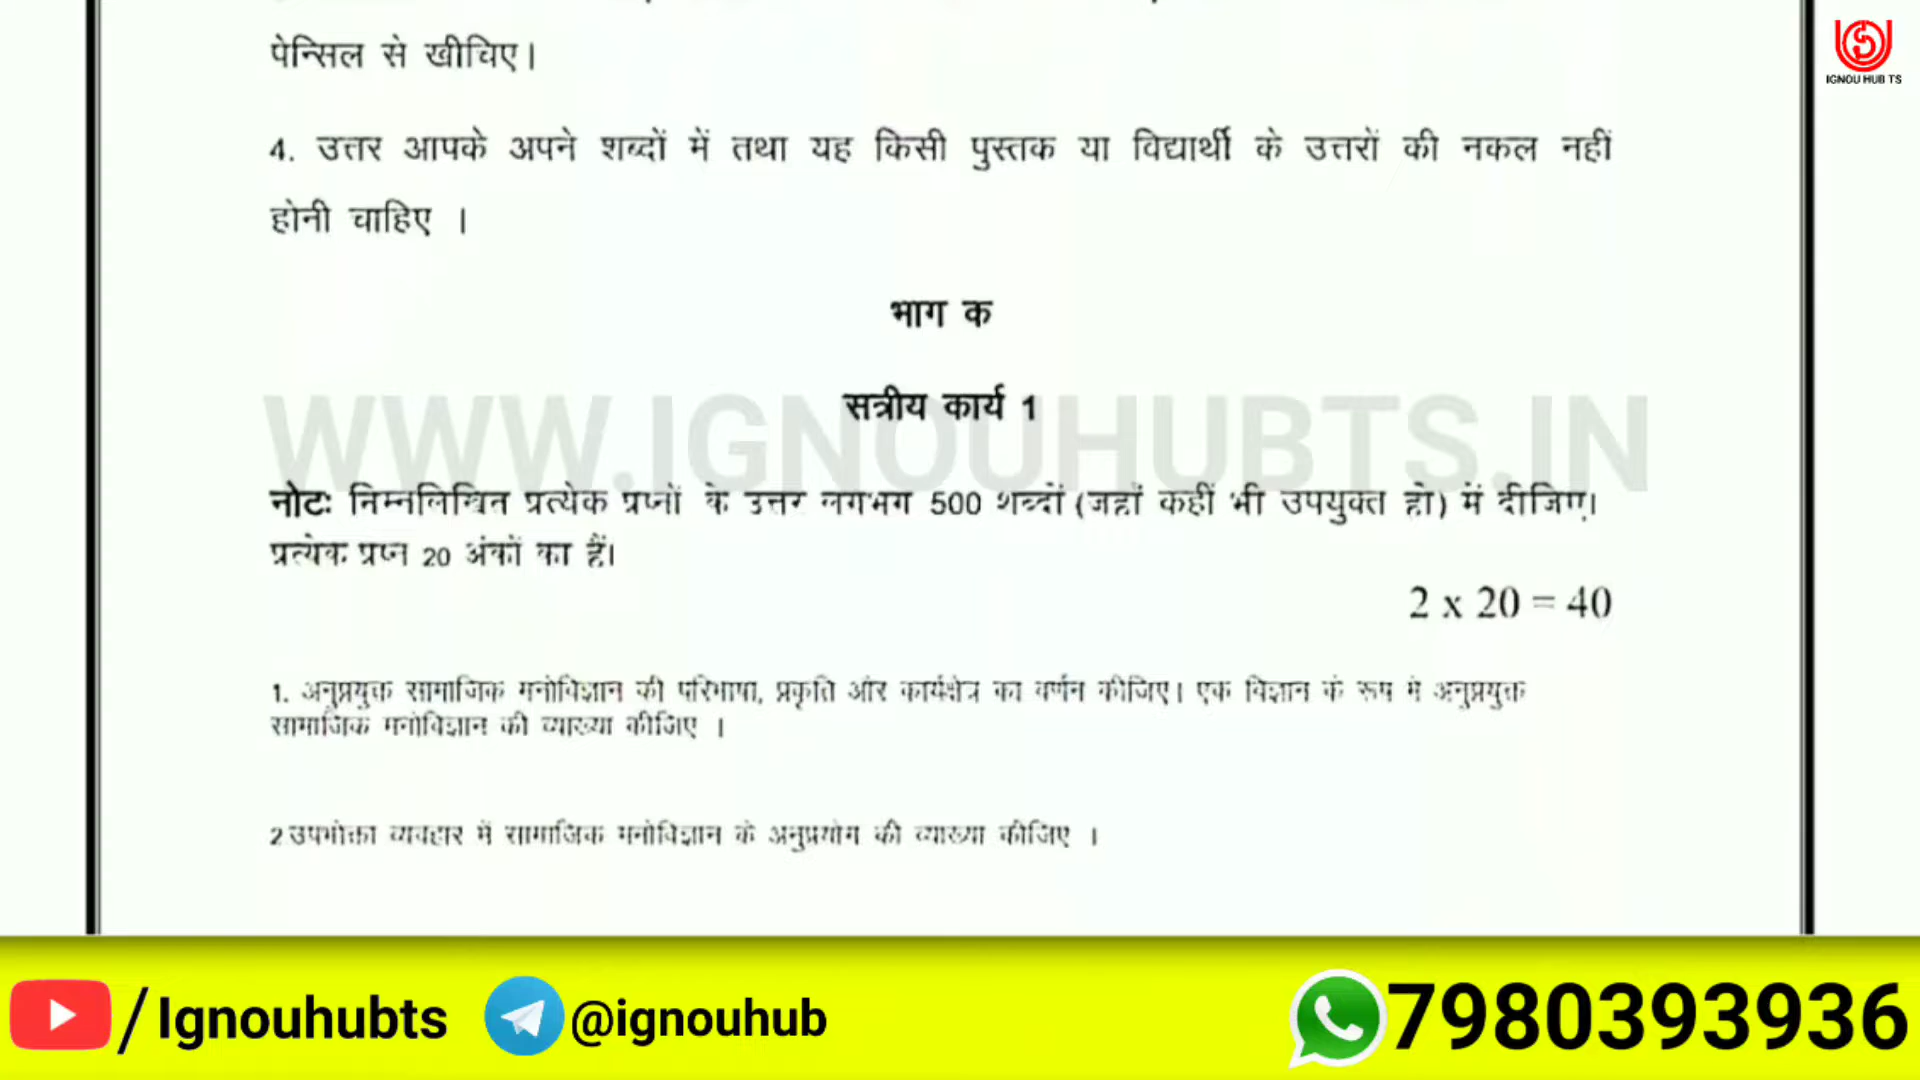 पेन्सिल से खीचिए।
4. उत्तर आपके अपने शब्दों में तथा यह किसी पुस्तक या विद्यार्थी के उत्तरों की नकल नहीं
होनी चाहिए ।
भाग क
सत्रीय कार्य 1
WWW.IGNOUHUBTS.IN
नोटः निम्नलिखित प्रत्येक प्रप्नों के उत्तर लगभग 500 शब्दों (जहाँ कहीं भी उपयुक्त हो) में दीजिए।
प्रत्येक प्रप्न 20 अंकों का हैं।
2 x 20 = 40
1. अनुप्रयुक्त सामाजिक मनोविज्ञान की परिभाषा, प्रकृति और कार्यक्षेत्र का वर्णन कीजिए। एक विज्ञान के रूप मे अनुप्रयुक्त
सामाजिक मनोविज्ञान की व्याख्या कीजिए ।
2 उपभोक्ता व्यवहार में सामाजिक मनोविज्ञान के अनुप्रयोग की व्याख्या कीजिए ।
IGNOU HUB TS
/Ignouhubts
@ignouhub
7980393936